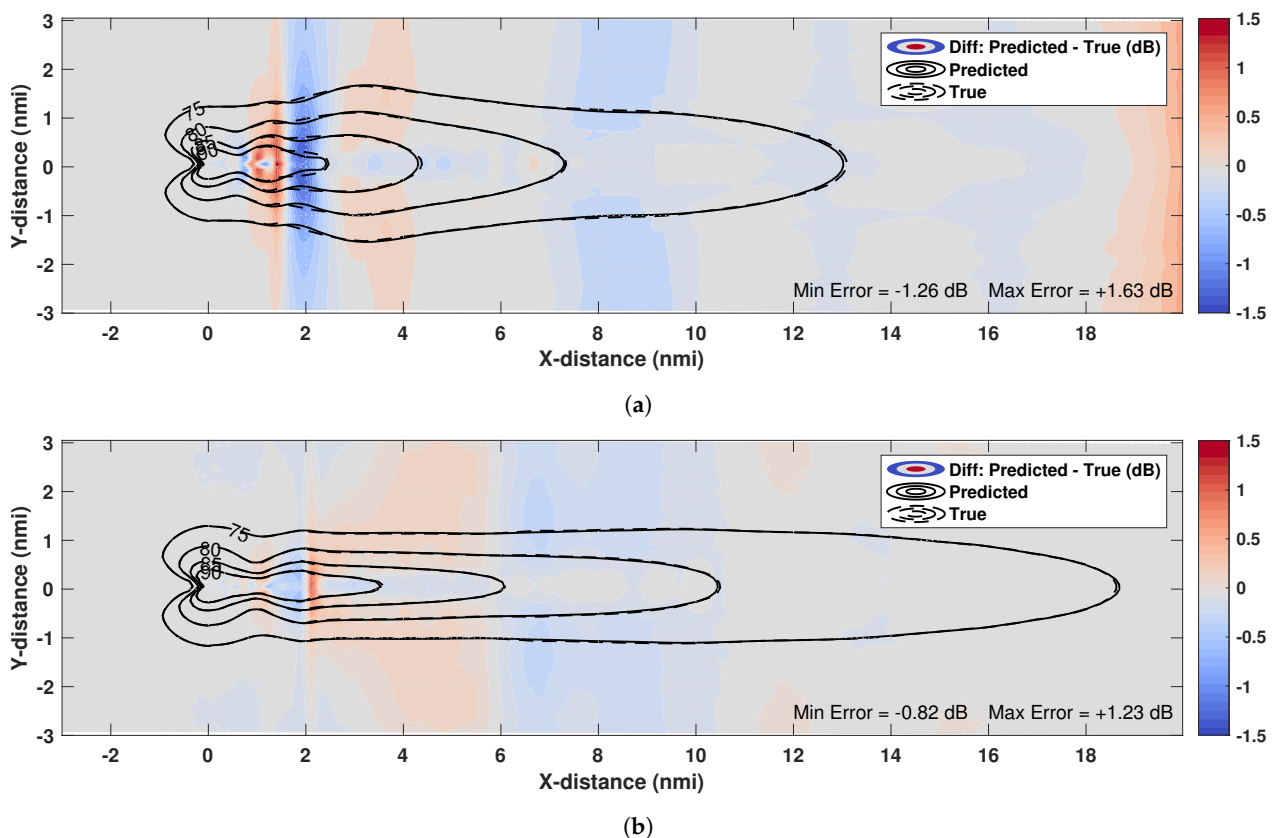 3
2
1
0
-1
-2
-3
Y-distance (nmi)
75
80
85
90
Diff: Predicted - True (dB)
Predicted
True
Min Error = -1.26 dB Max Error = +1.63 dB
-2 0 2 4 6 8 10 12 14 16 18
X-distance (nmi)
1.5
1
0.5
0
-0.5
-1
-1.5
(a)
3
2
1
0
-1
-2
-3
Y-distance (nmi)
75
80
85
90
Diff: Predicted - True (dB)
Predicted
True
Min Error = -0.82 dB Max Error = +1.23 dB
-2 0 2 4 6 8 10 12 14 16 18
X-distance (nmi)
1.5
1
0.5
0
-0.5
-1
-1.5
(b)